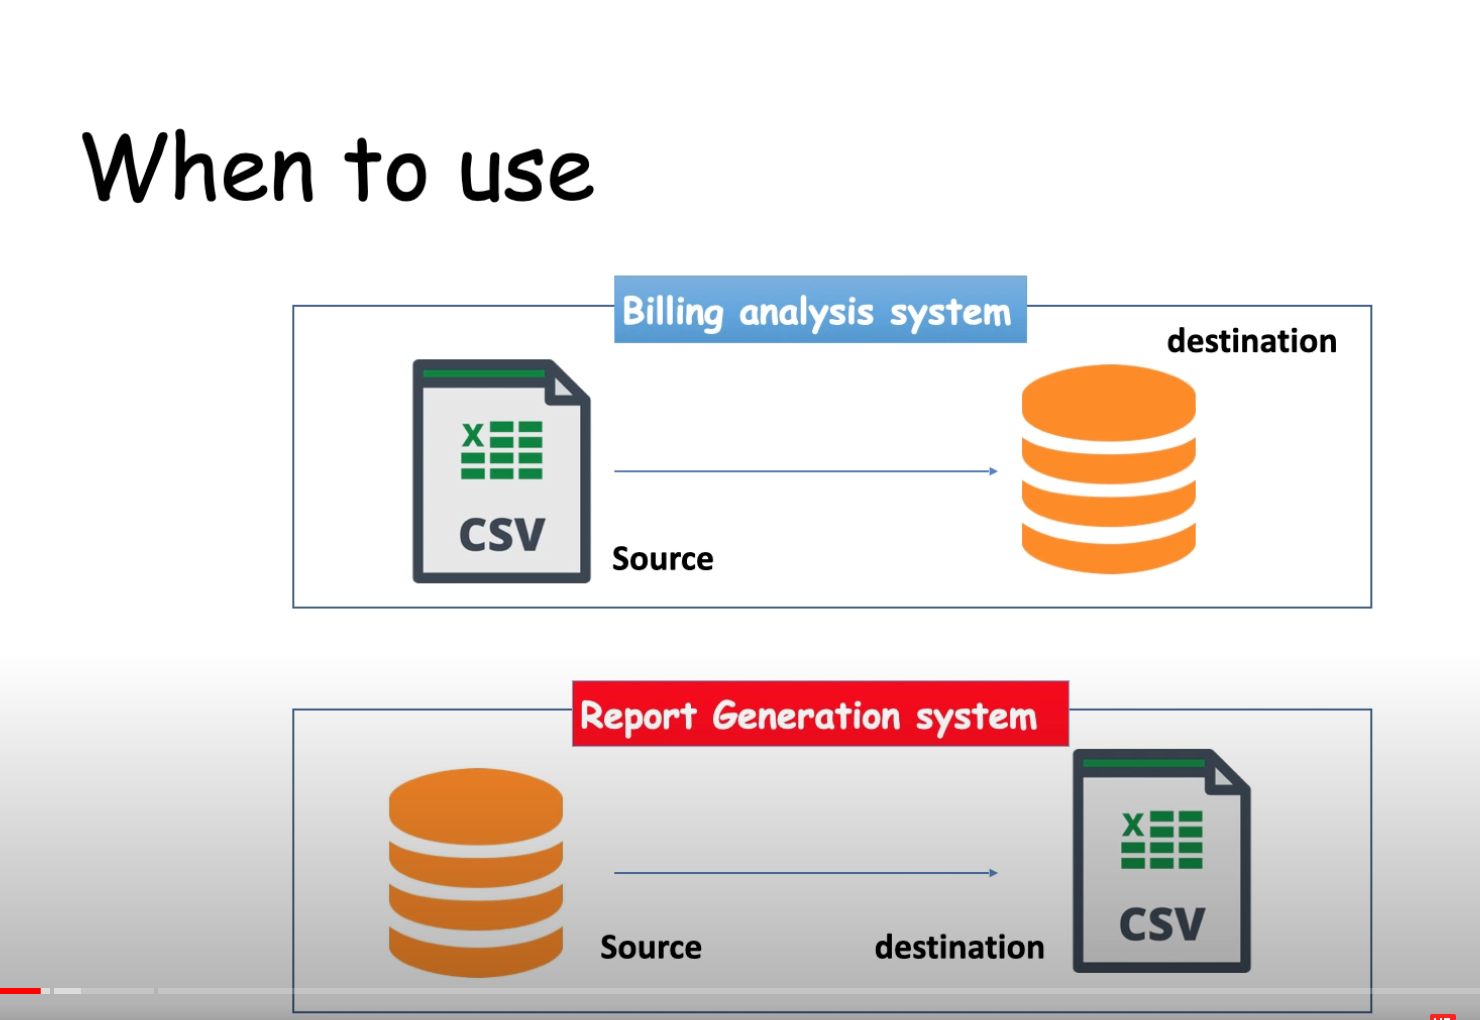 When to use
Billing analysis system
destination
X
CSV
Source
Report Generation system
X
CSV
Source
destination